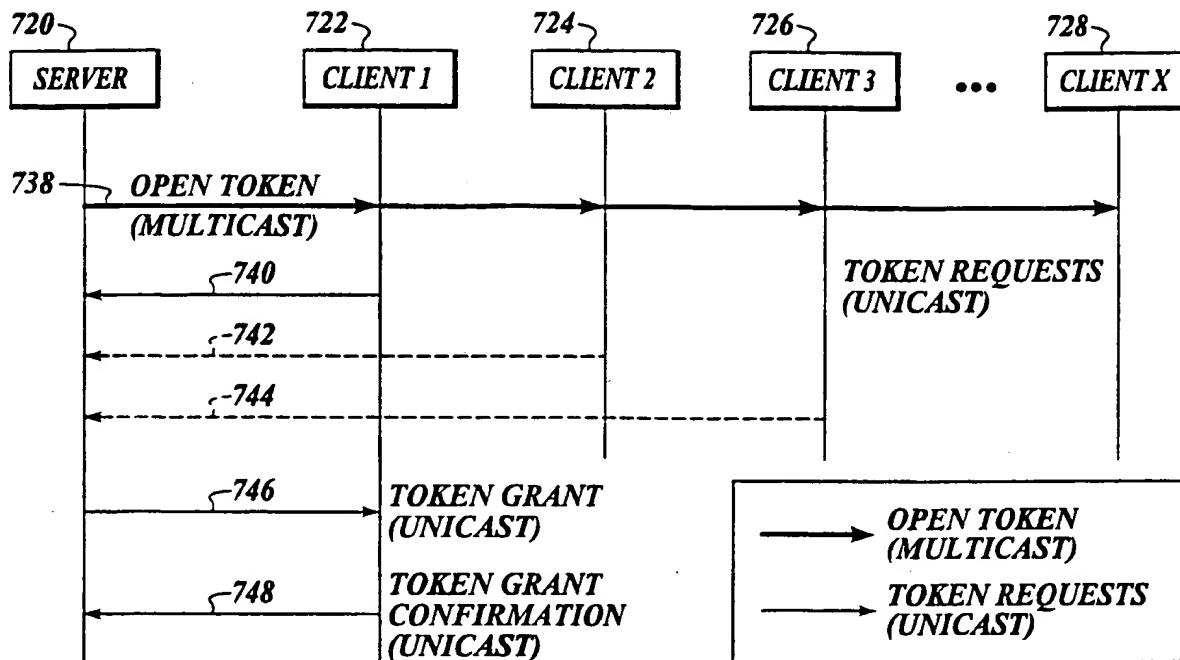 720 722 724 726 728
SERVER CLIENT 1 CLIENT 2 CLIENT 3 ••• CLIENT X
738 OPEN TOKEN
(MULTICAST)
740
TOKEN REQUESTS
(UNICAST)
742
744
746 TOKEN GRANT
(UNICAST)
748 TOKEN GRANT
CONFIRMATION
(UNICAST)
OPEN TOKEN
(MULTICAST)
TOKEN REQUESTS
(UNICAST)